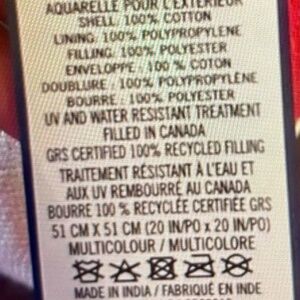 AQUARELLE POUR L'EXTÉRIEUR
SHELL: 100% COTTON
LINING: 100% POLYPROPYLENE
FILLING: 100% POLYESTER
ENVELOPPE : 100 % COTON
DOUBLURE : 100% POLYPROPYLÈNE
BOURRE : 100% POLYESTER
UV AND WATER RESISTANT TREATMENT
FILLED IN CANADA
GRS CERTIFIED 100% RECYCLED FILLING
TRAITEMENT RÉSISTANT À L'EAU ET
AUX UV REMBOURRÉ AU CANADA
BOURRE 100 % RECYCLÉE CERTIFIÉE GRS
51 CM X 51 CM (20 IN/PO x 20 IN/PO)
MULTICOLOUR / MULTICOLORE
MADE IN INDIA / FABRIQUÉ EN INDE